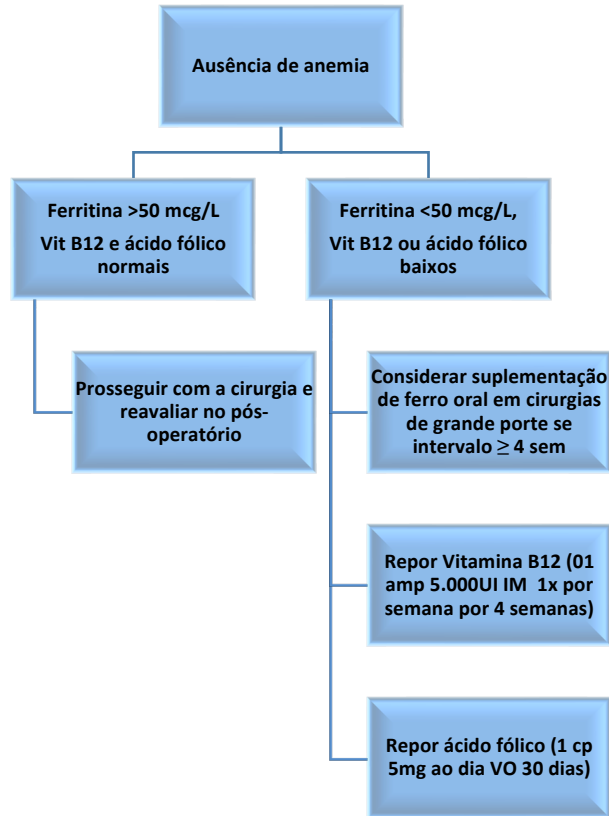 Ausência de anemia
Ferritina >50 mcg/L
Vit B12 e ácido fólico
normais
Ferritina <50 mcg/L,
Vit B12 ou ácido fólico
baixos
Prosseguir com a cirurgia e
reavaliar no pós-
operatório
Considerar suplementação
de ferro oral em cirurgias
de grande porte se
intervalo ≥ 4 sem
Repor Vitamina B12 (01
amp 5.000UI IM 1x por
semana por 4 semanas)
Repor ácido fólico (1 cp
5mg ao dia VO 30 dias)